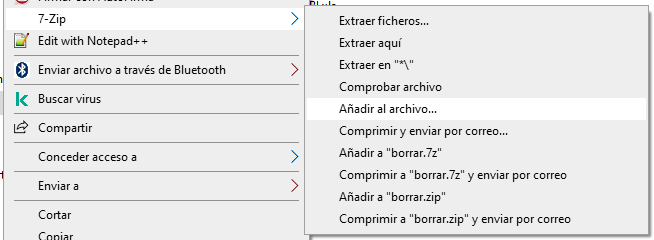 7-Zip
Edit with Notepad++
Enviar archivo a través de Bluetooth
Buscar virus
Compartir
Conceder acceso a
Enviar a
Cortar
Copiar
Extraer ficheros...
Extraer aquí
Extraer en "*\"
Comprobar archivo
Añadir al archivo...
Comprimir y enviar por correo...
Añadir a "borrar.7z"
Comprimir a "borrar.7z" y enviar por correo
Añadir a "borrar.zip"
Comprimir a "borrar.zip" y enviar por correo